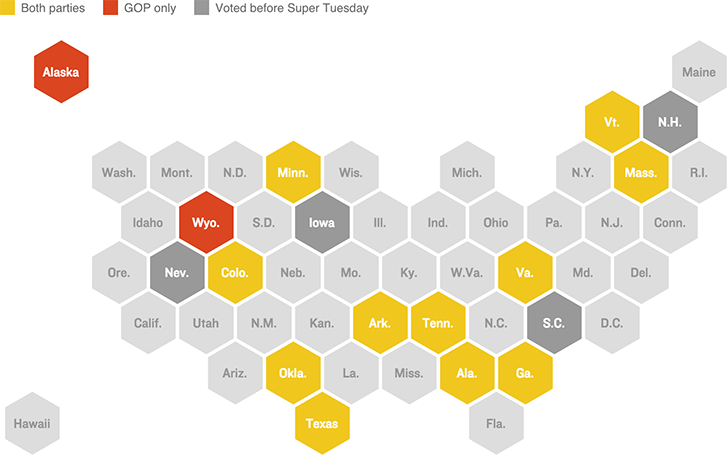 Both parties GOP only Voted before Super Tuesday
Alaska Maine
Vt. N.H.
Wash. Mont. N.D. Minn. Wis. Mich. N.Y. Mass. R.I.
Idaho Wyo. S.D. Iowa Ill. Ind. Ohio Pa. N.J. Conn.
Ore. Nev. Colo. Neb. Mo. Ky. W.Va. Va. Md. Del.
Calif. Utah N.M. Kan. Ark. Tenn. N.C. S.C. D.C.
Ariz. Okla. La. Miss. Ala. Ga.
Hawaii Texas Fla.